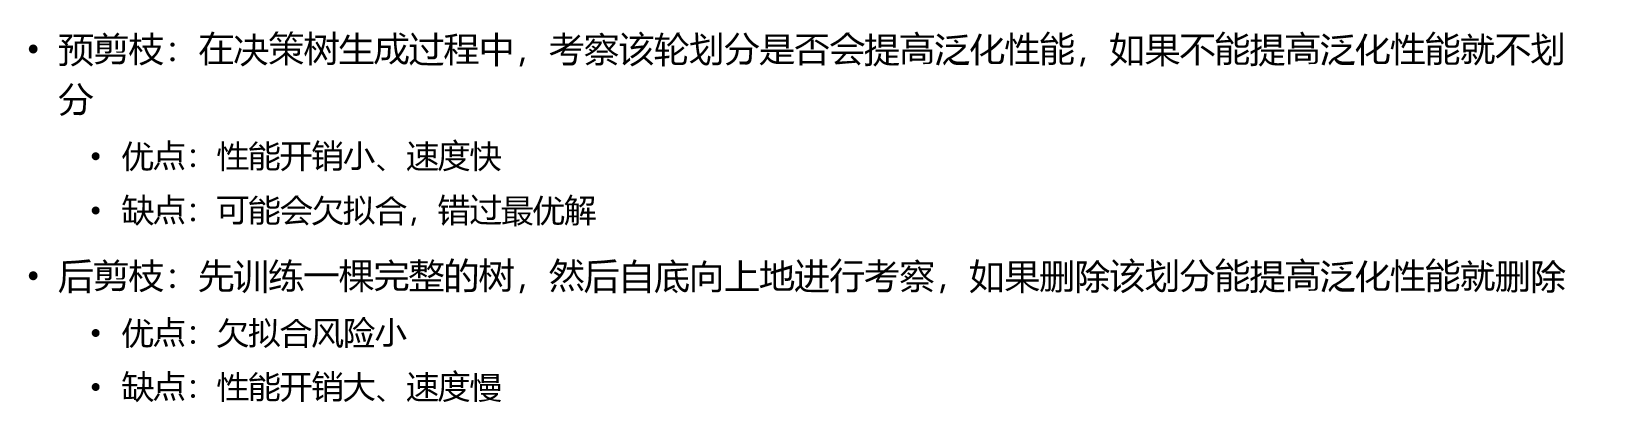 • 预剪枝：在决策树生成过程中，考察该轮划分是否会提高泛化性能，如果不能提高泛化性能就不划
分
• 优点：性能开销小、速度快
• 缺点：可能会欠拟合，错过最优解
• 后剪枝：先训练一棵完整的树，然后自底向上地进行考察，如果删除该划分能提高泛化性能就删除
• 优点：欠拟合风险小
• 缺点：性能开销大、速度慢